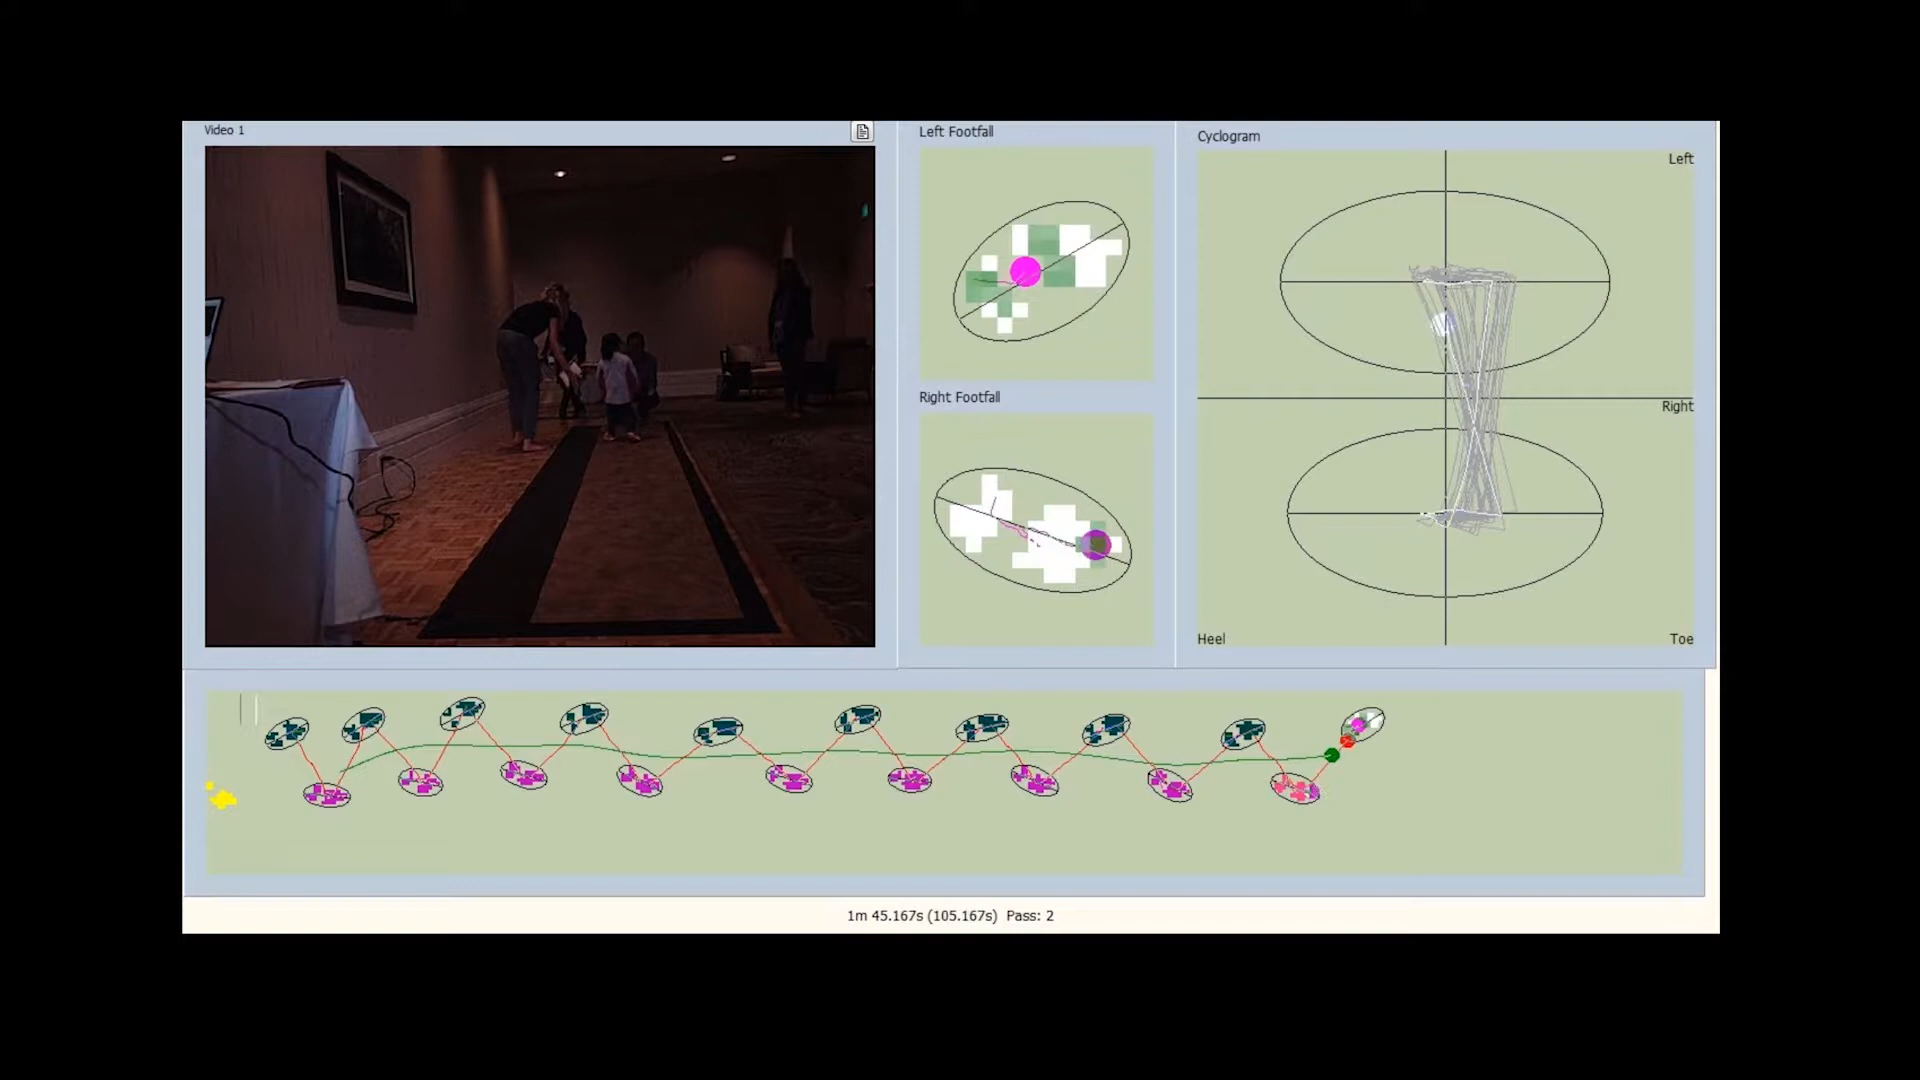 Video 1
Left Footfall
Cyclogram
Left
Right Footfall
Right
Heel
Toe
1m 45.167s (105.167s) Pass: 2